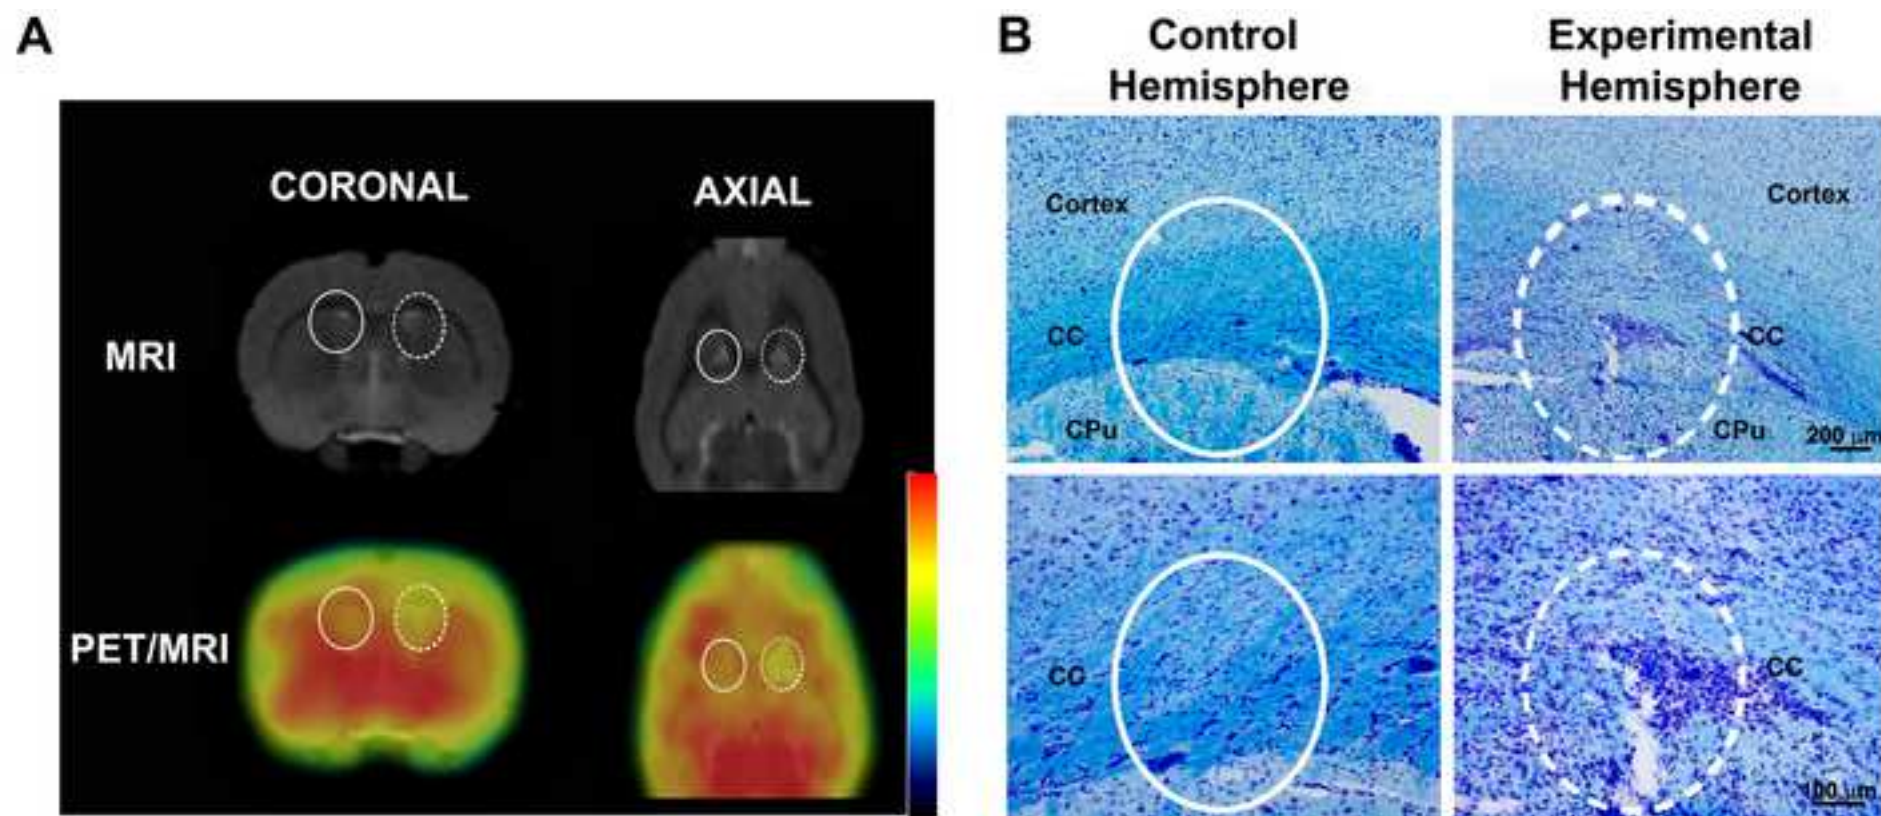 A
CORONAL
AXIAL
MRI
PET/MRI
B
Control
Hemisphere
Experimental
Hemisphere
Cortex
CC
CPu
Cortex
CC
CPu
200 µm
CC
CC
100 µm